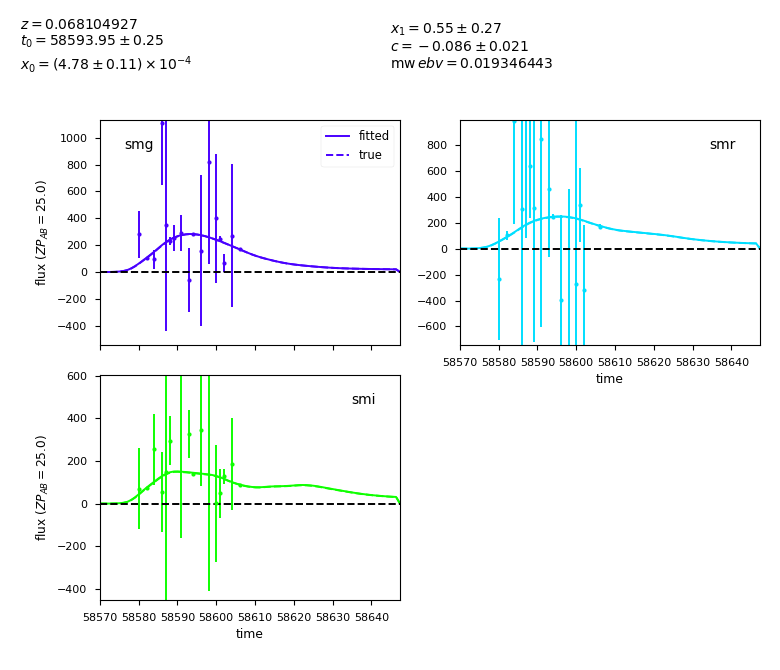 z = 0.068104927
t₀ = 58593.95 ± 0.25
x₀ = (4.78 ± 0.11) × 10⁻⁴
x₁ = 0.55 ± 0.27
c = −0.086 ± 0.021
mw ebv = 0.019346443
smg
fitted
true
1000
800
600
400
200
0
−200
−400
flux (ZP_AB = 25.0)
smr
800
600
400
200
0
−200
−400
−600
58570 58580 58590 58600 58610 58620 58630 58640
time
smi
600
400
200
0
−200
−400
flux (ZP_AB = 25.0)
58570 58580 58590 58600 58610 58620 58630 58640
time